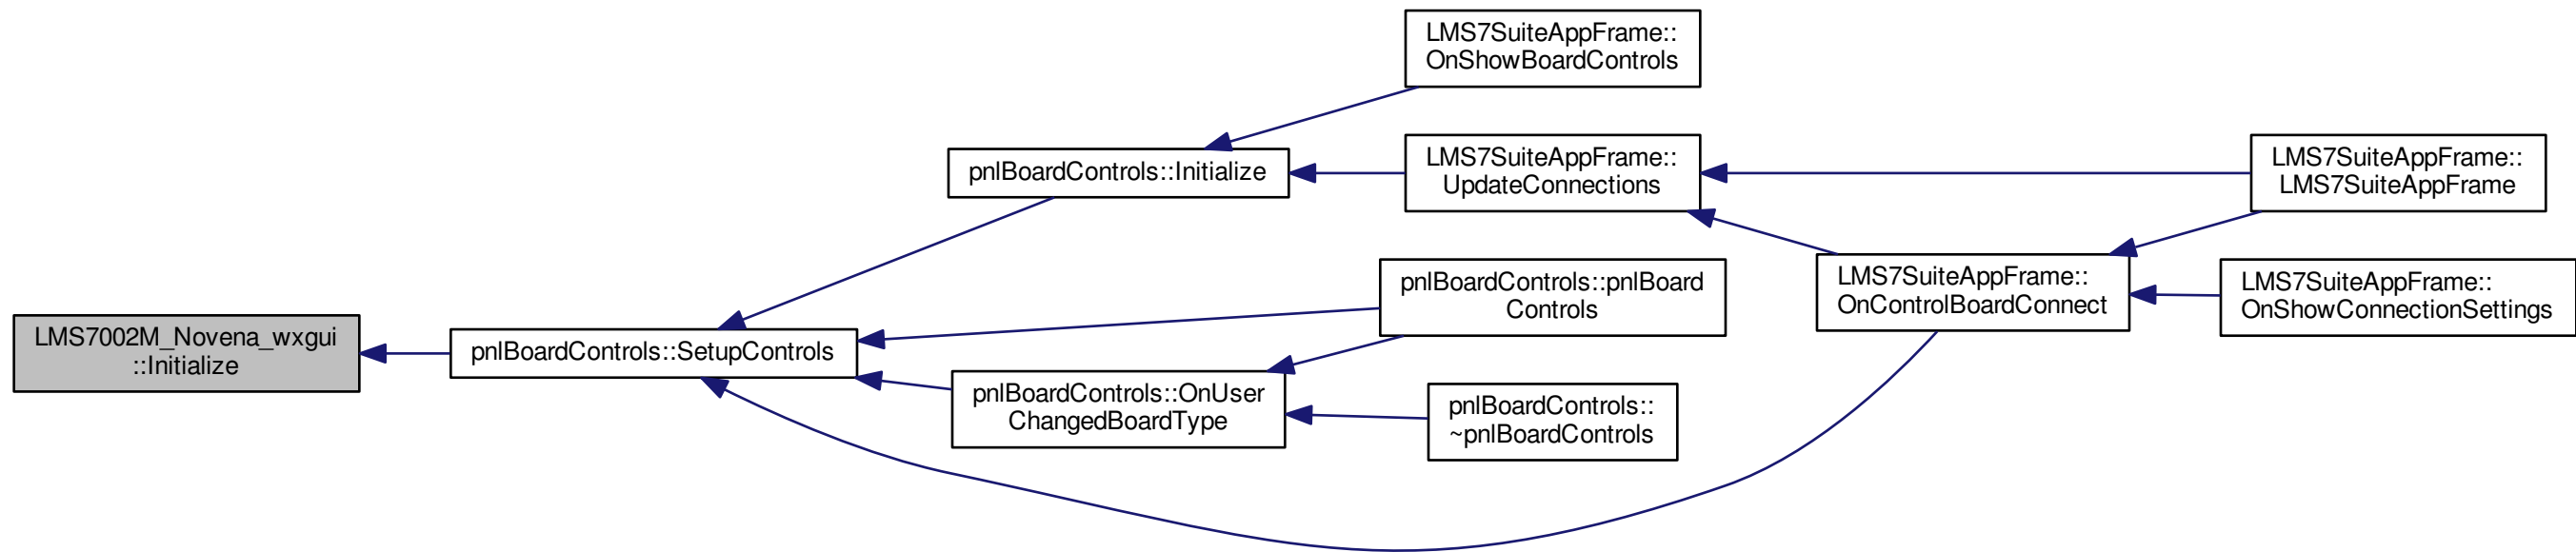 LMS7002M_Novena_wxgui
::Initialize
pnlBoardControls::SetupControls
pnlBoardControls::Initialize
LMS7SuiteAppFrame::
OnShowBoardControls
LMS7SuiteAppFrame::
UpdateConnections
LMS7SuiteAppFrame::
LMS7SuiteAppFrame
LMS7SuiteAppFrame::
OnControlBoardConnect
LMS7SuiteAppFrame::
OnShowConnectionSettings
pnlBoardControls::pnlBoard
Controls
pnlBoardControls::OnUser
ChangedBoardType
pnlBoardControls::
~pnlBoardControls